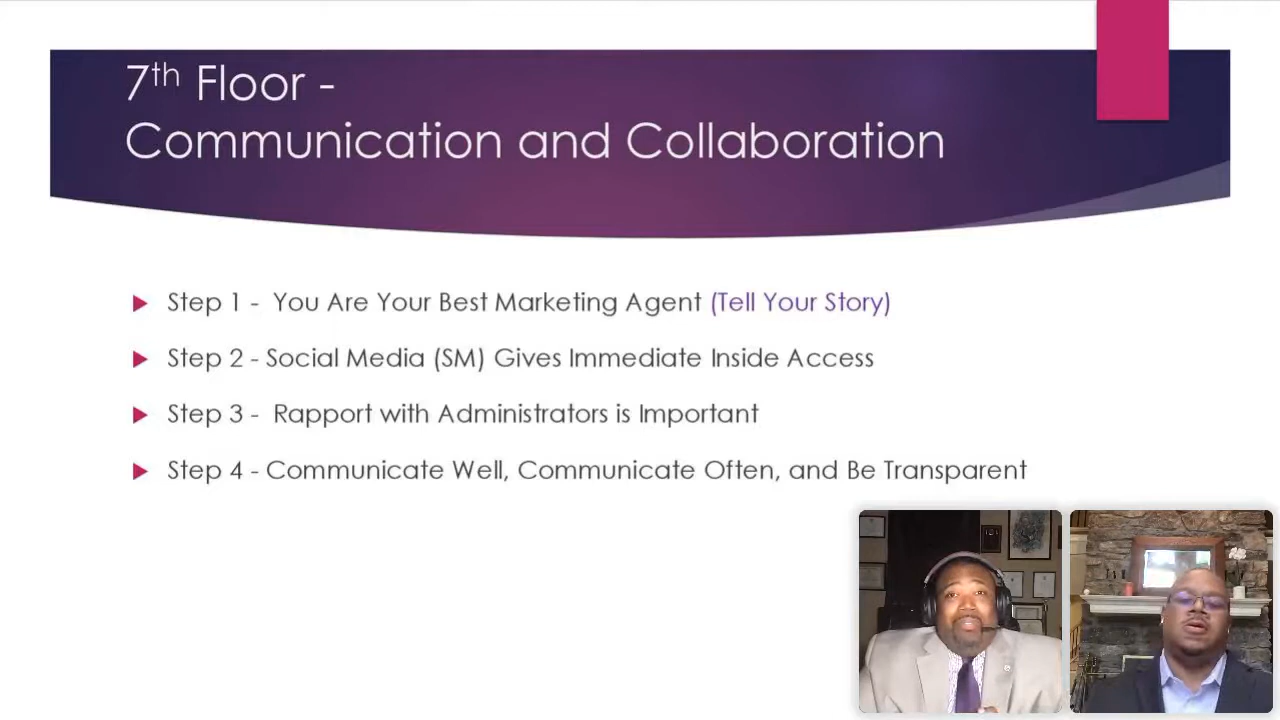 7th Floor -
Communication and Collaboration
Step 1 - You Are Your Best Marketing Agent (Tell Your Story)
Step 2 - Social Media (SM) Gives Immediate Inside Access
Step 3 - Rapport with Administrators is Important
Step 4 - Communicate Well, Communicate Often, and Be Transparent